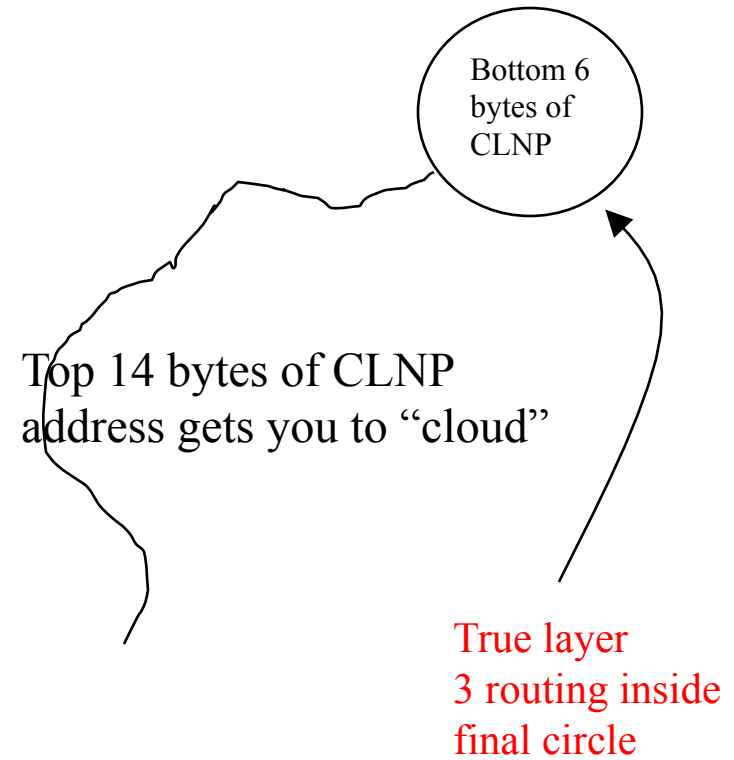 Bottom 6
bytes of
CLNP
Top 14 bytes of CLNP
address gets you to “cloud”
True layer
3 routing inside
final circle